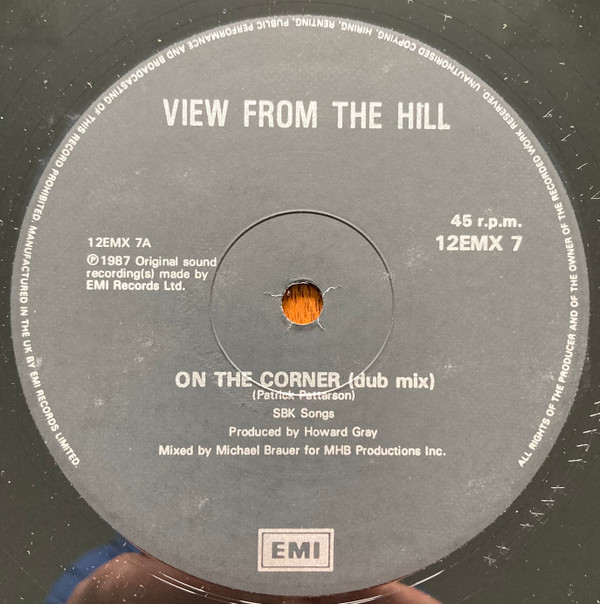 ALL RIGHTS OF THE PRODUCER AND OF THE OWNER OF THE RECORDED WORK RESERVED. UNAUTHORISED COPYING, HIRING, RENTING, PUBLIC PERFORMANCE AND BROADCASTING OF THIS RECORD PROHIBITED. MANUFACTURED IN THE UK BY EMI RECORDS LIMITED.
VIEW FROM THE HILL
45 r.p.m.
12EMX 7
12EMX 7A
℗1987 Original sound
recording(s) made by
EMI Records Ltd.
ON THE CORNER (dub mix)
(Patrick Patterson)
SBK Songs
Produced by Howard Gray
Mixed by Michael Brauer for MHB Productions Inc.
EMI